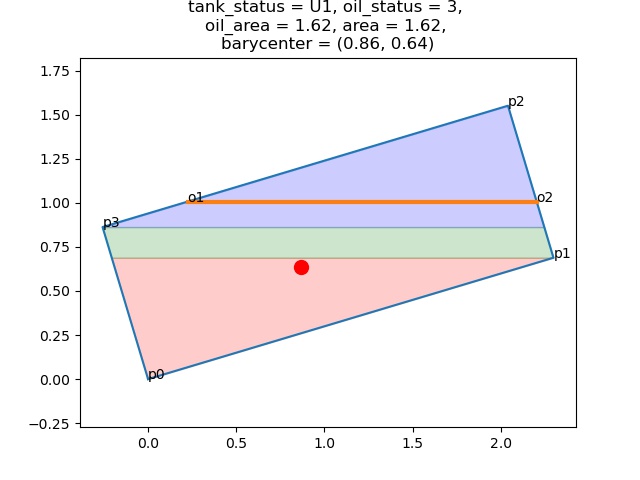 tank_status = U1, oil_status = 3,
oil_area = 1.62, area = 1.62,
barycenter = (0.86, 0.64)
1.75
1.50
1.25
1.00
0.75
0.50
0.25
0.00
−0.25
p2
o1
o2
p3
p1
p0
0.0
0.5
1.0
1.5
2.0